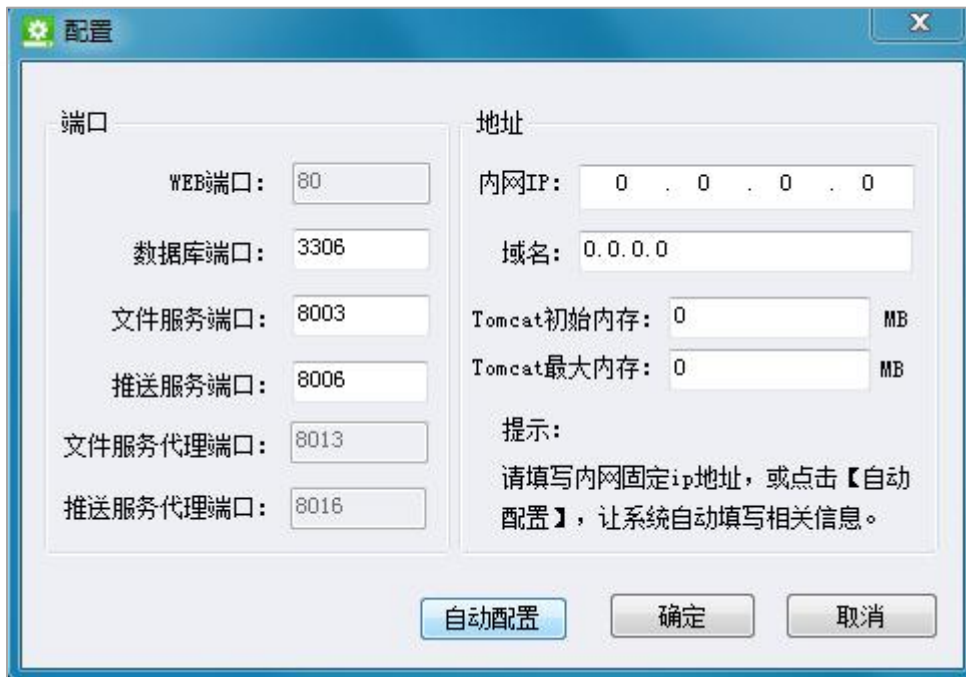 配置
X
端口
WEB端口： 80
数据库端口： 3306
文件服务端口： 8003
推送服务端口： 8006
文件服务代理端口： 8013
推送服务代理端口： 8016
地址
内网IP： 0 . 0 . 0 . 0
域名： 0.0.0.0
Tomcat初始内存： 0 MB
Tomcat最大内存： 0 MB
提示：
请填写内网固定ip地址，或点击【自动
配置】，让系统自动填写相关信息。
自动配置 确定 取消